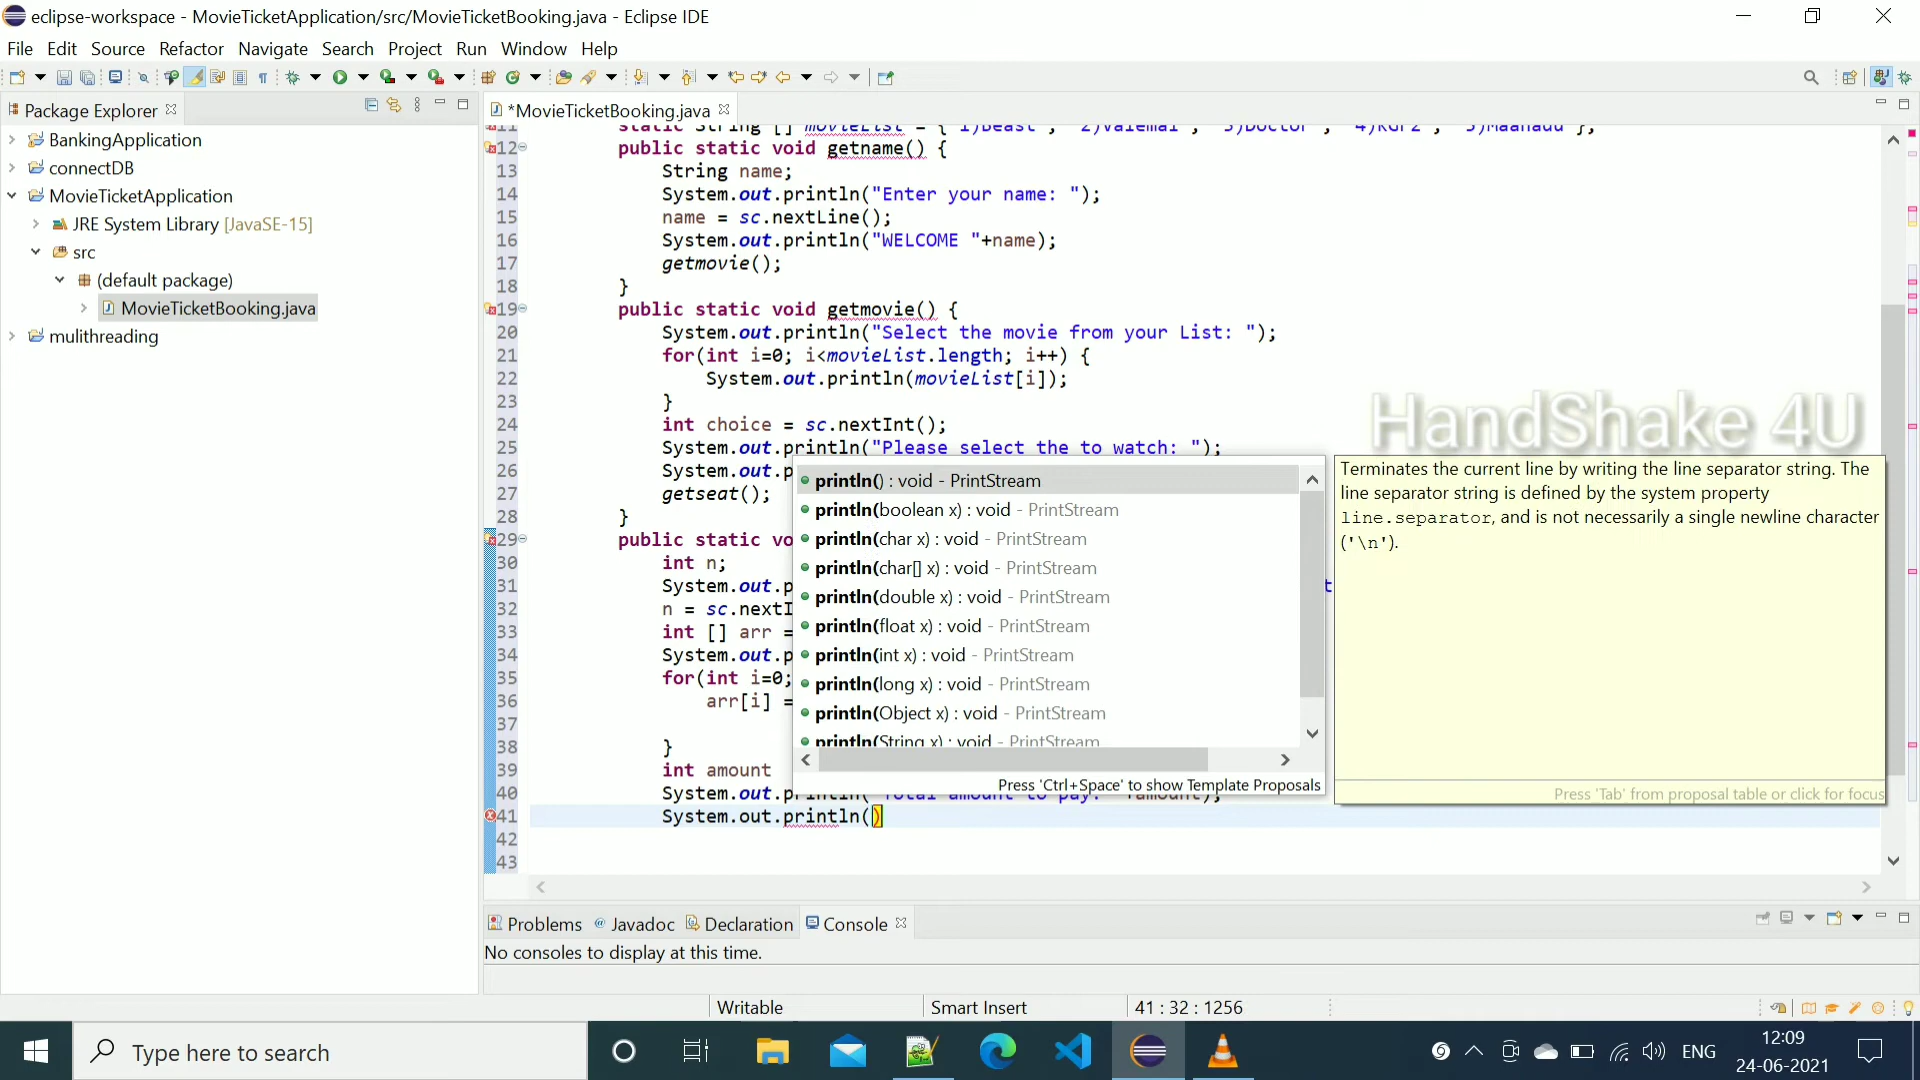 eclipse-workspace - MovieTicketApplication/src/MovieTicketBooking.java - Eclipse IDE
File Edit Source Refactor Navigate Search Project Run Window Help
Package Explorer
BankingApplication
connectDB
MovieTicketApplication
JRE System Library [JavaSE-15]
src
(default package)
MovieTicketBooking.java
mulithreading
*MovieTicketBooking.java
12 public static void getname() {
13 String name;
14 System.out.println("Enter your name: ");
15 name = sc.nextLine();
16 System.out.println("WELCOME "+name);
17 getmovie();
18 }
19 public static void getmovie() {
20 System.out.println("Select the movie from your List: ");
21 for(int i=0; i<movieList.length; i++) {
22 System.out.println(movieList[i]);
23 }
24 int choice = sc.nextInt();
25 System.out.println("Please select the to watch: ");
26 System.out.p
27 getseat();
28 }
29 public static vo
30 int n;
31 System.out.p
32 n = sc.nextI
33 int [] arr =
34 System.out.p
35 for(int i=0;
36 arr[i] =
37
38 }
39 int amount
40 System.out.println("Total amount to pay: "+amount);
41 System.out.println()
42
43
HandShake 4U
println() : void - PrintStream
println(boolean x) : void - PrintStream
println(char x) : void - PrintStream
println(char[] x) : void - PrintStream
println(double x) : void - PrintStream
println(float x) : void - PrintStream
println(int x) : void - PrintStream
println(long x) : void - PrintStream
println(Object x) : void - PrintStream
println(String x) : void - PrintStream
Press 'Ctrl+Space' to show Template Proposals
Terminates the current line by writing the line separator string. The
line separator string is defined by the system property
line.separator, and is not necessarily a single newline character
('\n').
Press 'Tab' from proposal table or click for focus
Problems Javadoc Declaration Console
No consoles to display at this time.
Writable Smart Insert 41 : 32 : 1256
Type here to search
ENG
12:09
24-06-2021